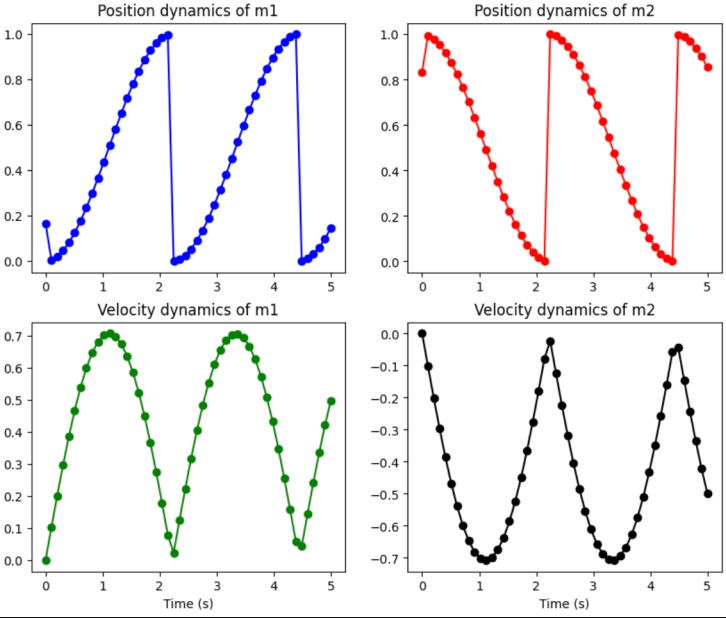 Position dynamics of m1
1.0
0.8
0.6
0.4
0.2
0.0
0 1 2 3 4 5
Position dynamics of m2
1.0
0.8
0.6
0.4
0.2
0.0
0 1 2 3 4 5
Velocity dynamics of m1
0.7
0.6
0.5
0.4
0.3
0.2
0.1
0.0
0 1 2 3 4 5
Time (s)
Velocity dynamics of m2
0.0
−0.1
−0.2
−0.3
−0.4
−0.5
−0.6
−0.7
0 1 2 3 4 5
Time (s)